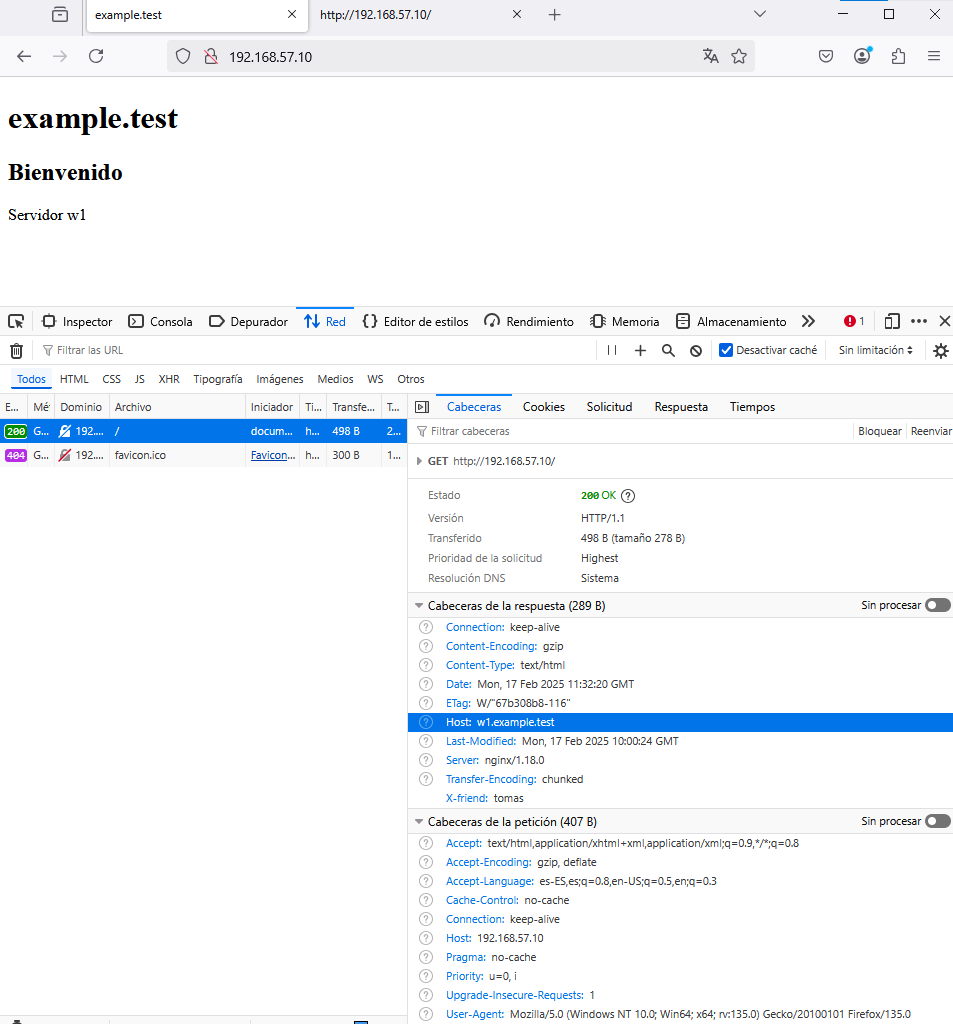 example.test
http://192.168.57.10/
192.168.57.10
example.test
Bienvenido
Servidor w1
Inspector Consola Depurador Red Editor de estilos Rendimiento Memoria Almacenamiento 1
Filtrar las URL Desactivar caché Sin limitación
Todos HTML CSS JS XHR Tipografía Imágenes Medios WS Otros
E... Mé Dominio Archivo Iniciador Ti... Transfe... T...
200 G... 192.... / docum... h... 498 B 2...
404 G... 192.... favicon.ico Favicon... h... 300 B 1...
Cabeceras Cookies Solicitud Respuesta Tiempos
Filtrar cabeceras Bloquear Reenviar
GET http://192.168.57.10/
Estado 200 OK
Versión HTTP/1.1
Transferido 498 B (tamaño 278 B)
Prioridad de la solicitud Highest
Resolución DNS Sistema
Cabeceras de la respuesta (289 B) Sin procesar
Connection: keep-alive
Content-Encoding: gzip
Content-Type: text/html
Date: Mon, 17 Feb 2025 11:32:20 GMT
ETag: W/"67b308b8-116"
Host: w1.example.test
Last-Modified: Mon, 17 Feb 2025 10:00:24 GMT
Server: nginx/1.18.0
Transfer-Encoding: chunked
X-friend: tomas
Cabeceras de la petición (407 B) Sin procesar
Accept: text/html,application/xhtml+xml,application/xml;q=0.9,*/*;q=0.8
Accept-Encoding: gzip, deflate
Accept-Language: es-ES,es;q=0.8,en-US;q=0.5,en;q=0.3
Cache-Control: no-cache
Connection: keep-alive
Host: 192.168.57.10
Pragma: no-cache
Priority: u=0, i
Upgrade-Insecure-Requests: 1
User-Agent: Mozilla/5.0 (Windows NT 10.0; Win64; x64; rv:135.0) Gecko/20100101 Firefox/135.0